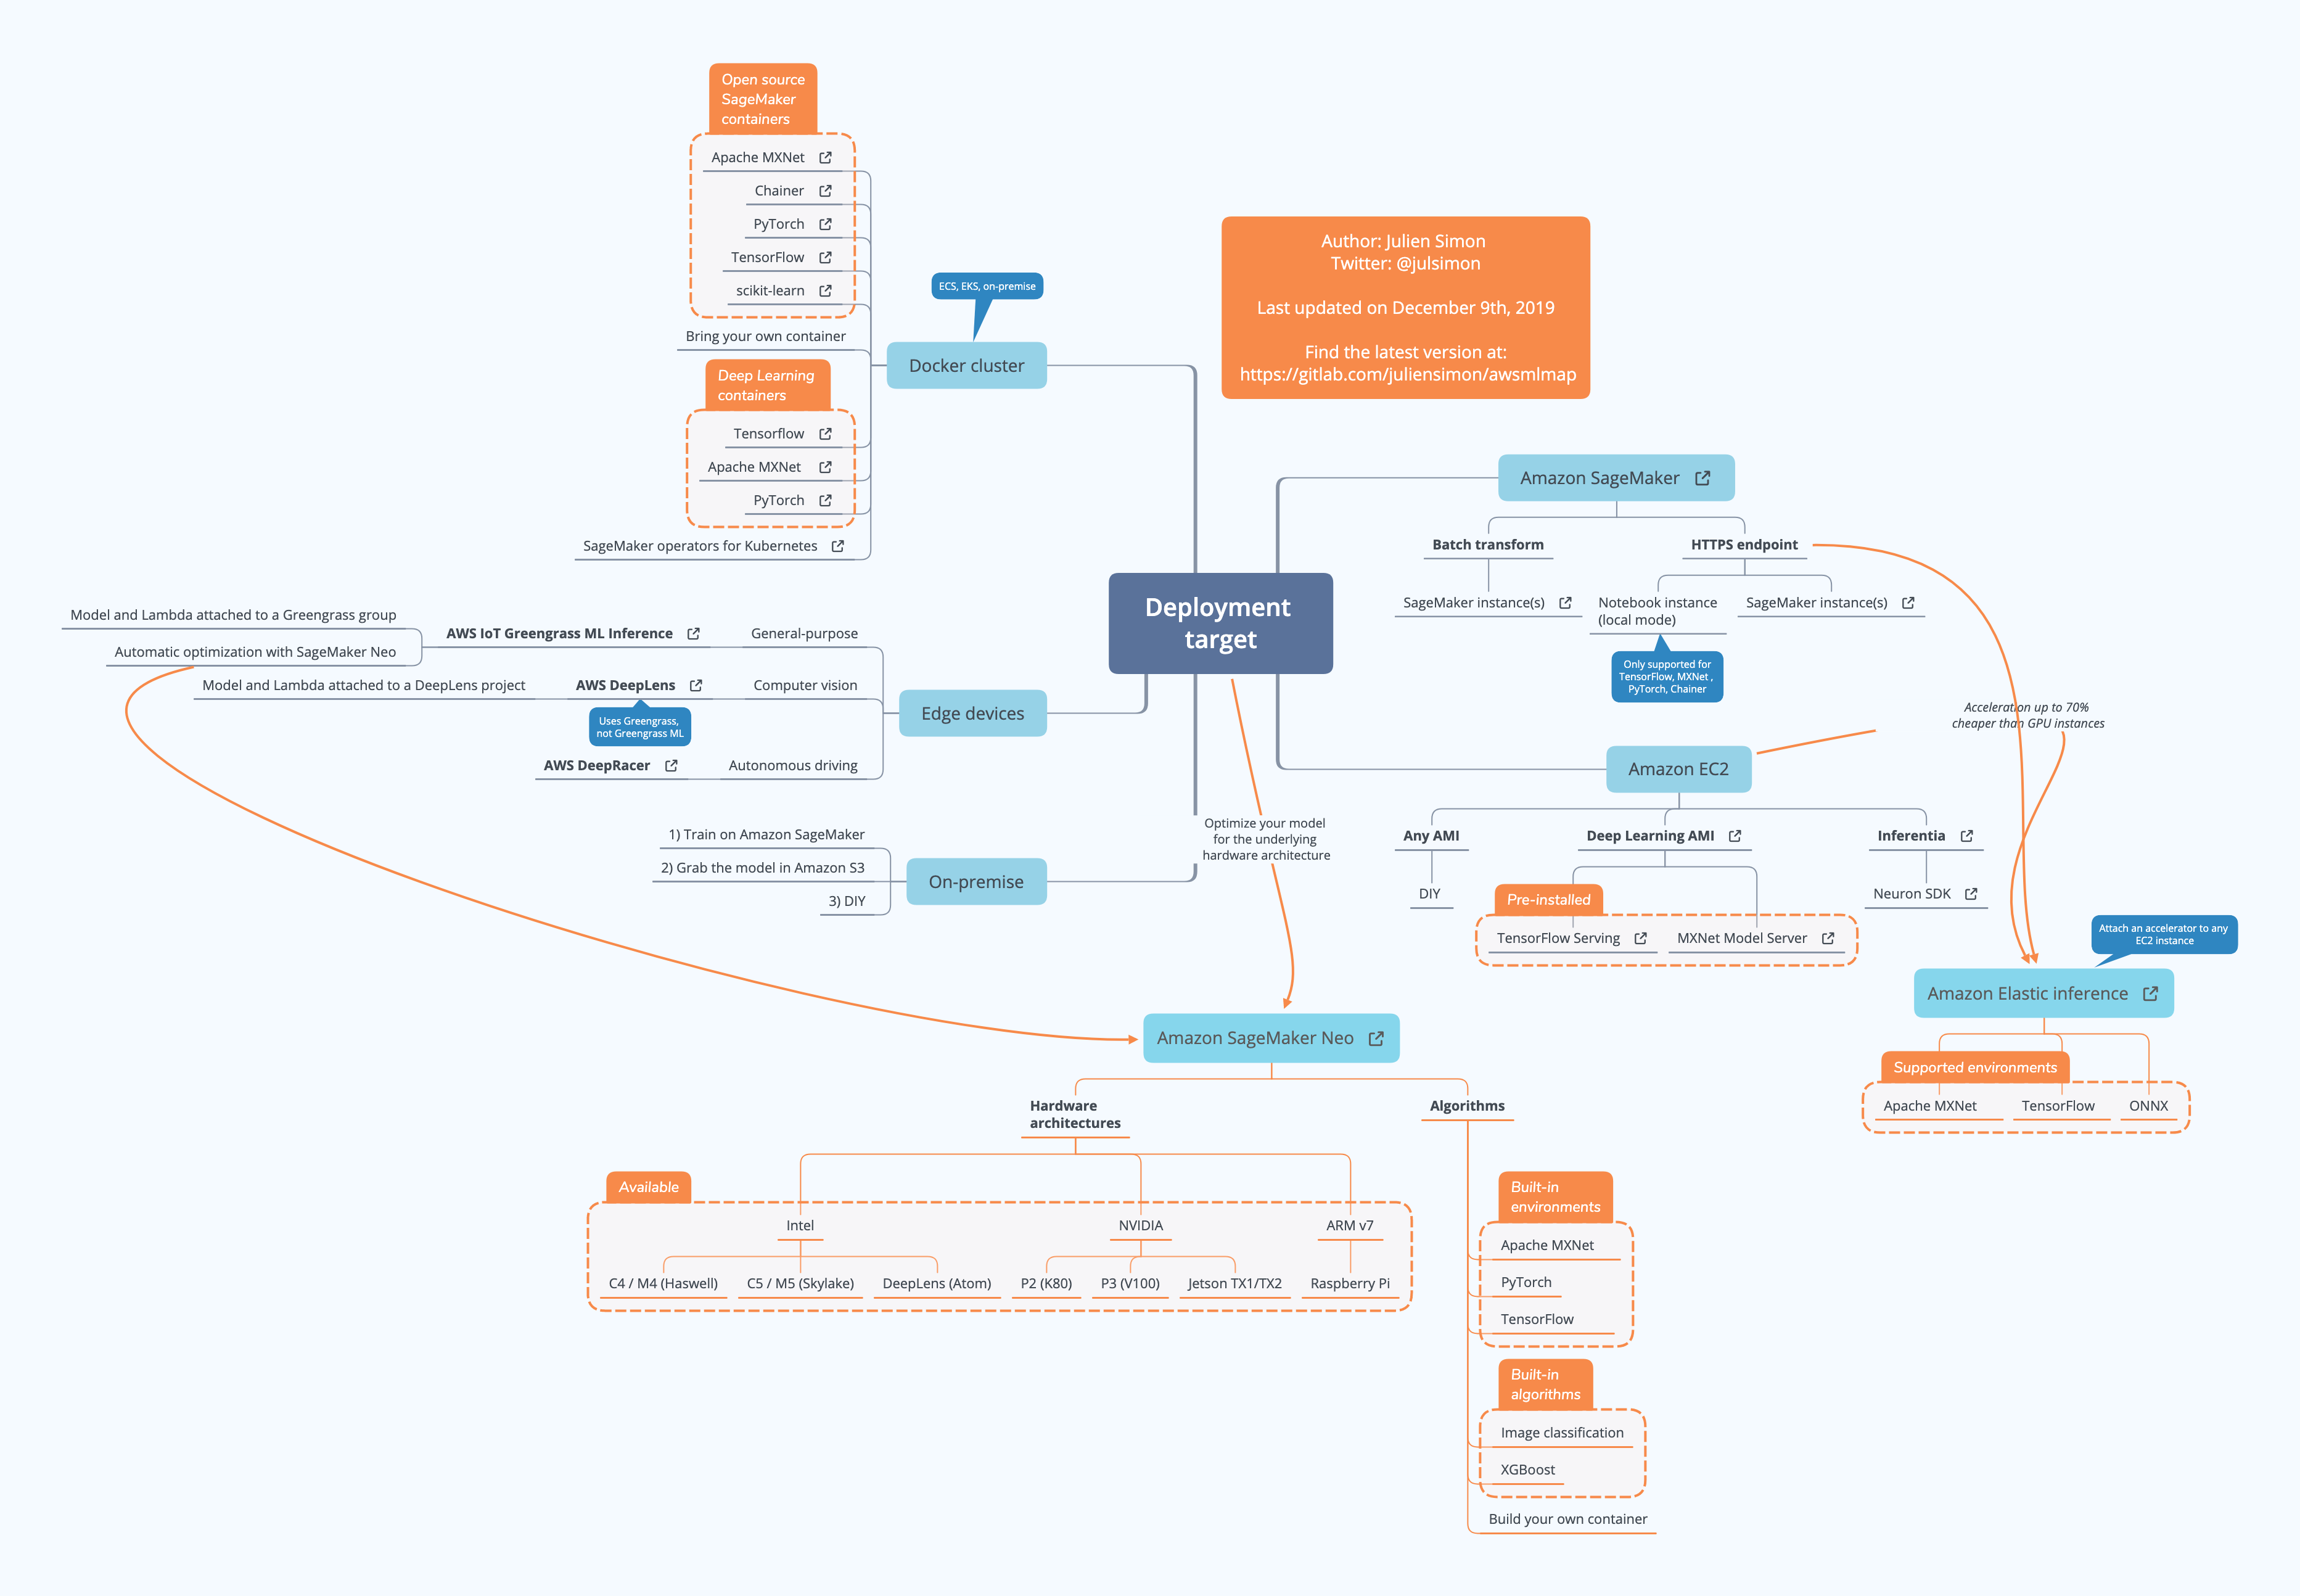 Open source
SageMaker
containers
Apache MXNet
Chainer
PyTorch
TensorFlow
scikit-learn
Bring your own container
Deep Learning
containers
Tensorflow
Apache MXNet
PyTorch
SageMaker operators for Kubernetes
ECS, EKS, on-premise
Docker cluster
Author: Julien Simon
Twitter: @julsimon
Last updated on December 9th, 2019
Find the latest version at:
https://gitlab.com/juliensimon/awsmlmap
Deployment
target
Amazon SageMaker
Batch transform
HTTPS endpoint
SageMaker instance(s)
Notebook instance
(local mode)
SageMaker instance(s)
Only supported for
TensorFlow, MXNet ,
PyTorch, Chainer
Model and Lambda attached to a Greengrass group
Automatic optimization with SageMaker Neo
AWS IoT Greengrass ML Inference
General-purpose
Model and Lambda attached to a DeepLens project
AWS DeepLens
Computer vision
Uses Greengrass,
not Greengrass ML
AWS DeepRacer
Autonomous driving
Edge devices
Acceleration up to 70%
cheaper than GPU instances
Amazon EC2
Any AMI
Deep Learning AMI
Inferentia
DIY
Pre-installed
TensorFlow Serving
MXNet Model Server
Neuron SDK
1) Train on Amazon SageMaker
2) Grab the model in Amazon S3
3) DIY
On-premise
Optimize your model
for the underlying
hardware architecture
Attach an accelerator to any
EC2 instance
Amazon Elastic inference
Supported environments
Apache MXNet
TensorFlow
ONNX
Amazon SageMaker Neo
Hardware
architectures
Algorithms
Available
Intel
NVIDIA
ARM v7
C4 / M4 (Haswell)
C5 / M5 (Skylake)
DeepLens (Atom)
P2 (K80)
P3 (V100)
Jetson TX1/TX2
Raspberry Pi
Built-in
environments
Apache MXNet
PyTorch
TensorFlow
Built-in
algorithms
Image classification
XGBoost
Build your own container